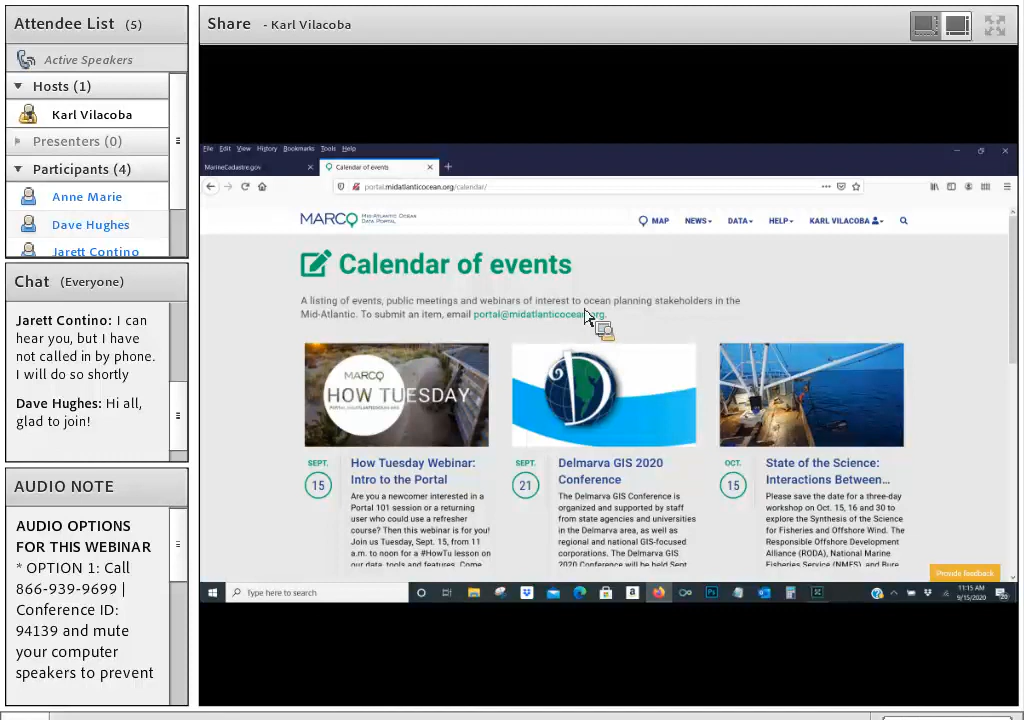 Attendee List (5)
Active Speakers
Hosts (1)
Karl Vilacoba
Presenters (0)
Participants (4)
Anne Marie
Dave Hughes
Jarett Contino
Chat (Everyone)
Jarett Contino: I can
hear you, but I have
not called in by phone.
I will do so shortly
Dave Hughes: Hi all,
glad to join!
AUDIO NOTE
AUDIO OPTIONS
FOR THIS WEBINAR
* OPTION 1: Call
866-939-9699 |
Conference ID:
94139 and mute
your computer
speakers to prevent
Share - Karl Vilacoba
File Edit View History Bookmarks Tools Help
MarineCadastre.gov
Calendar of events
portal.midatlanticocean.org/calendar/
MARCO MID-ATLANTIC OCEAN
DATA PORTAL
MAP NEWS DATA HELP KARL VILACOBA
Calendar of events
A listing of events, public meetings and webinars of interest to ocean planning stakeholders in the
Mid-Atlantic. To submit an item, email portal@midatlanticocean.org.
MARCO
HOW TUESDAY
PORTAL.MIDATLANTICOCEAN.ORG
SEPT.
15
How Tuesday Webinar:
Intro to the Portal
Are you a newcomer interested in a
Portal 101 session or a returning
user who could use a refresher
course? Then this webinar is for you!
Join us Tuesday, Sept. 15, from 11
a.m. to noon for a #HowTu lesson on
our data, tools and features. Come
SEPT.
21
Delmarva GIS 2020
Conference
The Delmarva GIS Conference is
organized and supported by staff
from state agencies and universities
in the Delmarva area, as well as
regional and national GIS-focused
corporations. The Delmarva GIS
2020 Conference will be held Sept.
OCT.
15
State of the Science:
Interactions Between...
Please save the date for a three-day
workshop on Oct. 15, 16 and 30 to
explore the Synthesis of the Science
for Fisheries and Offshore Wind. The
Responsible Offshore Development
Alliance (RODA), National Marine
Fisheries Service (NMFS), and Bure
Provide feedback
Type here to search
11:15 AM
9/15/2020